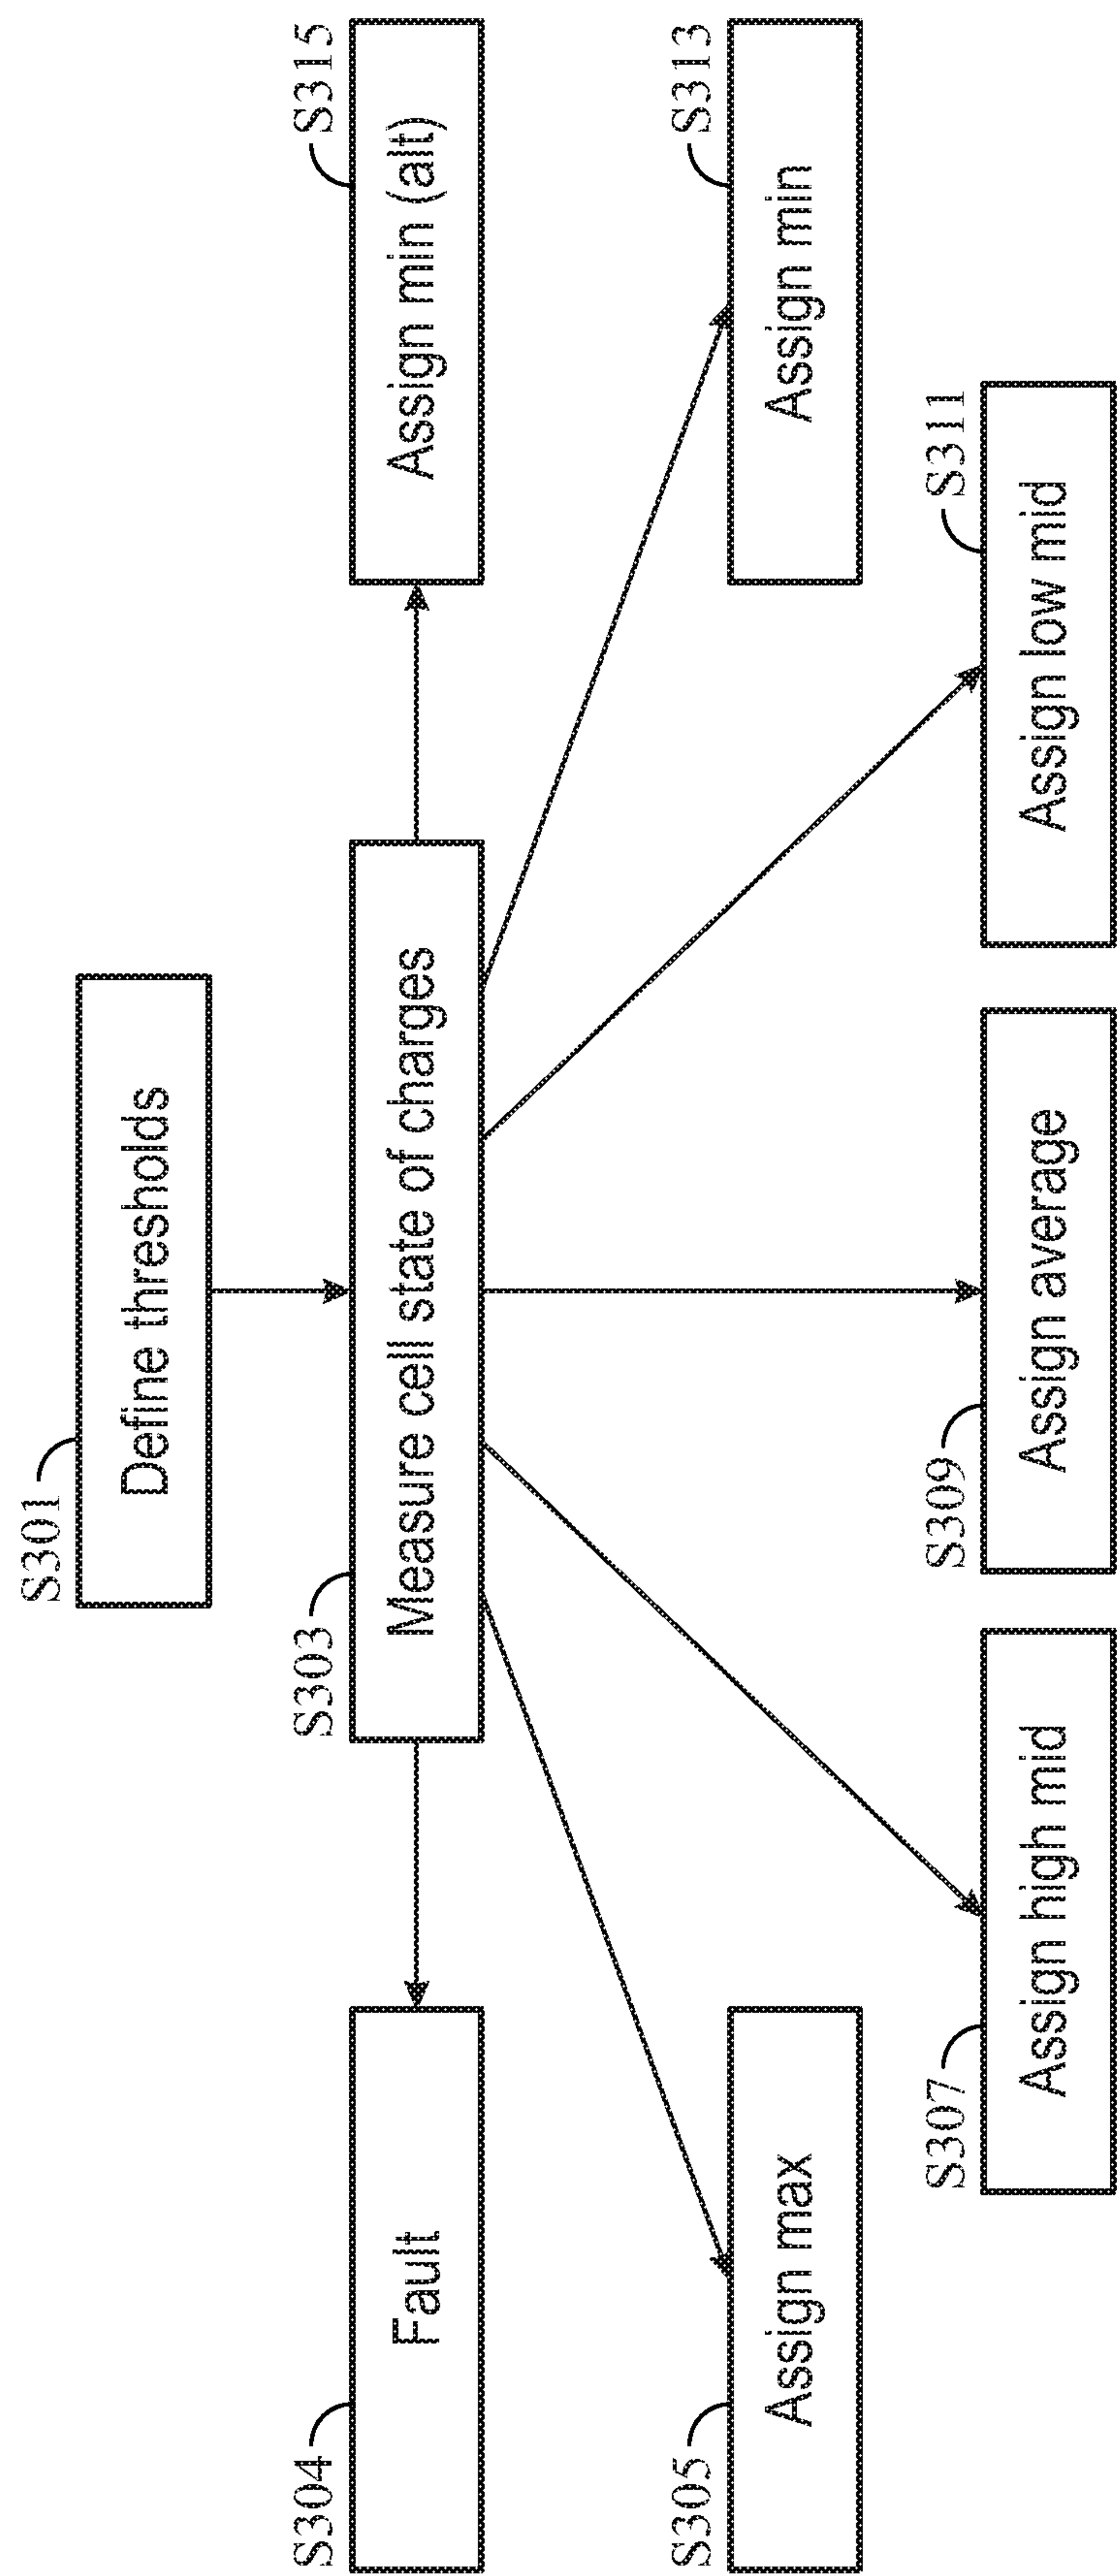 S301
Define thresholds
S304
Fault
S303
Measure cell state of charges
S315
Assign min (alt)
S305
Assign max
S313
Assign min
S307
Assign high mid
S309
Assign average
S311
Assign low mid